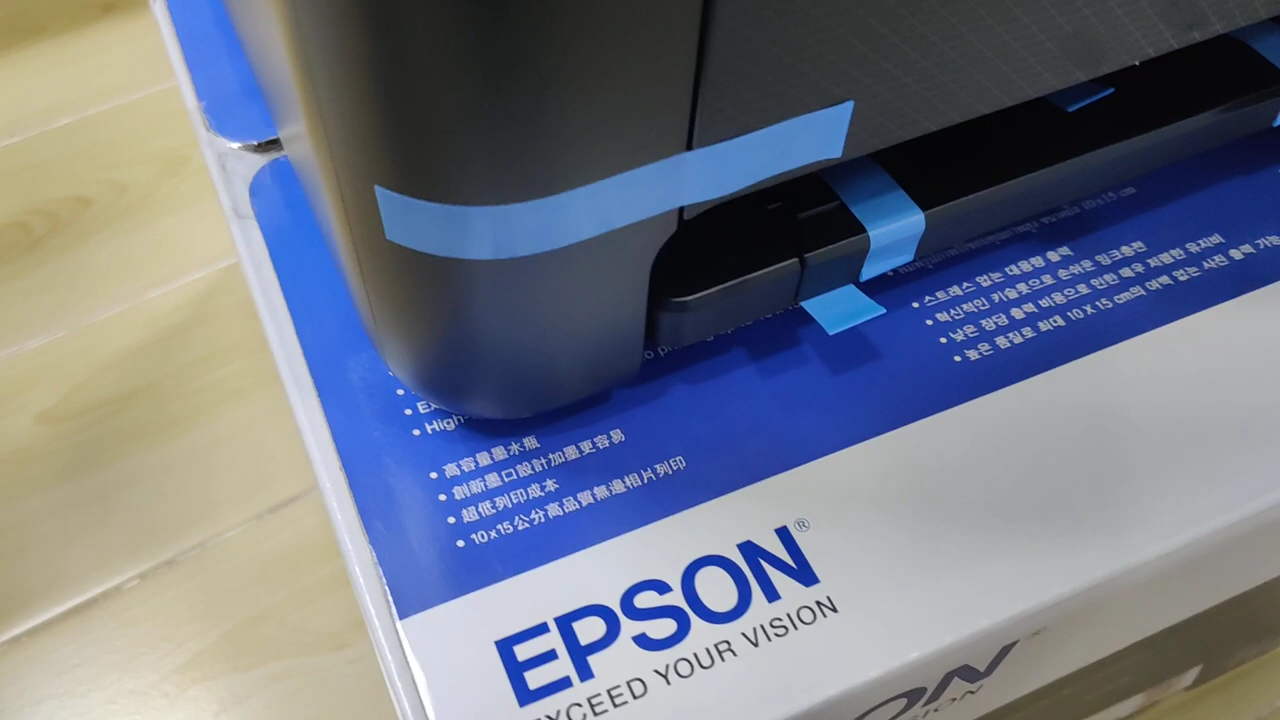 High-
• 高容量墨水瓶
• 創新墨口設計加墨更容易
• 超低列印成本
• 10x15公分高品質無邊相片列印
• 스트레스 없는 대용량 출력
• 혁신적인 키슬롯으로 손쉬운 잉크충전
• 낮은 장당 출력 비용으로 인한 매우 저렴한 유지비
• 높은 품질로 최대 10 X 15 cm의 여백 없는 사진 출력 가능
EPSON®
EXCEED YOUR VISION
ON
SION